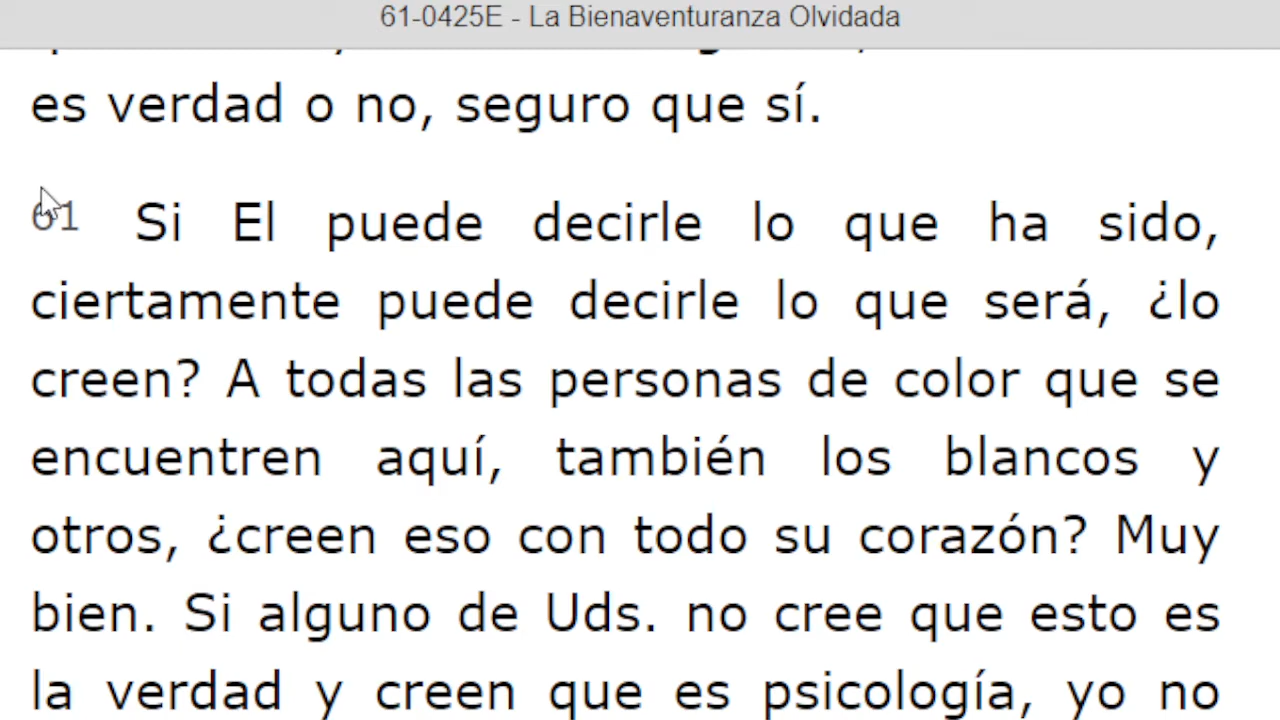 61-0425E - La Bienaventuranza Olvidada
es verdad o no, seguro que sí.
61 Si El puede decirle lo que ha sido,
ciertamente puede decirle lo que será, ¿lo
creen? A todas las personas de color que se
encuentren aquí, también los blancos y
otros, ¿creen eso con todo su corazón? Muy
bien. Si alguno de Uds. no cree que esto es
la verdad y creen que es psicología, yo no